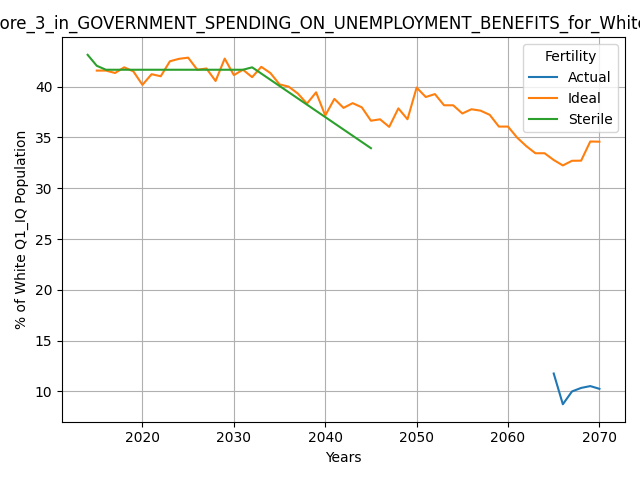 ore_3_in_GOVERNMENT_SPENDING_ON_UNEMPLOYMENT_BENEFITS_for_White
Fertility
Actual
Ideal
Sterile
% of White Q1_IQ Population
40
35
30
25
20
15
10
2020 2030 2040 2050 2060 2070
Years